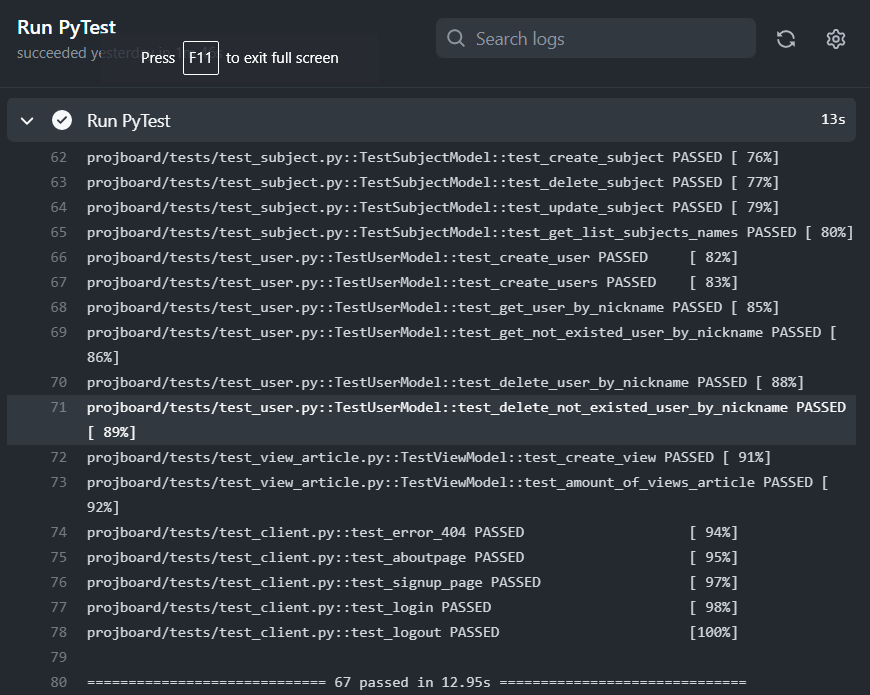 Run PyTest
succeeded yesterday in
Press F11 to exit full screen
Search logs
Run PyTest
13s
62 projboard/tests/test_subject.py::TestSubjectModel::test_create_subject PASSED [ 76%]
63 projboard/tests/test_subject.py::TestSubjectModel::test_delete_subject PASSED [ 77%]
64 projboard/tests/test_subject.py::TestSubjectModel::test_update_subject PASSED [ 79%]
65 projboard/tests/test_subject.py::TestSubjectModel::test_get_list_subjects_names PASSED [ 80%]
66 projboard/tests/test_user.py::TestUserModel::test_create_user PASSED     [ 82%]
67 projboard/tests/test_user.py::TestUserModel::test_create_users PASSED    [ 83%]
68 projboard/tests/test_user.py::TestUserModel::test_get_user_by_nickname PASSED [ 85%]
69 projboard/tests/test_user.py::TestUserModel::test_get_not_existed_user_by_nickname PASSED [
86%]
70 projboard/tests/test_user.py::TestUserModel::test_delete_user_by_nickname PASSED [ 88%]
71 projboard/tests/test_user.py::TestUserModel::test_delete_not_existed_user_by_nickname PASSED
[ 89%]
72 projboard/tests/test_view_article.py::TestViewModel::test_create_view PASSED [ 91%]
73 projboard/tests/test_view_article.py::TestViewModel::test_amount_of_views_article PASSED [
92%]
74 projboard/tests/test_client.py::test_error_404 PASSED                    [ 94%]
75 projboard/tests/test_client.py::test_aboutpage PASSED                    [ 95%]
76 projboard/tests/test_client.py::test_signup_page PASSED                  [ 97%]
77 projboard/tests/test_client.py::test_login PASSED                        [ 98%]
78 projboard/tests/test_client.py::test_logout PASSED                       [100%]
79
80 ============================= 67 passed in 12.95s ==============================